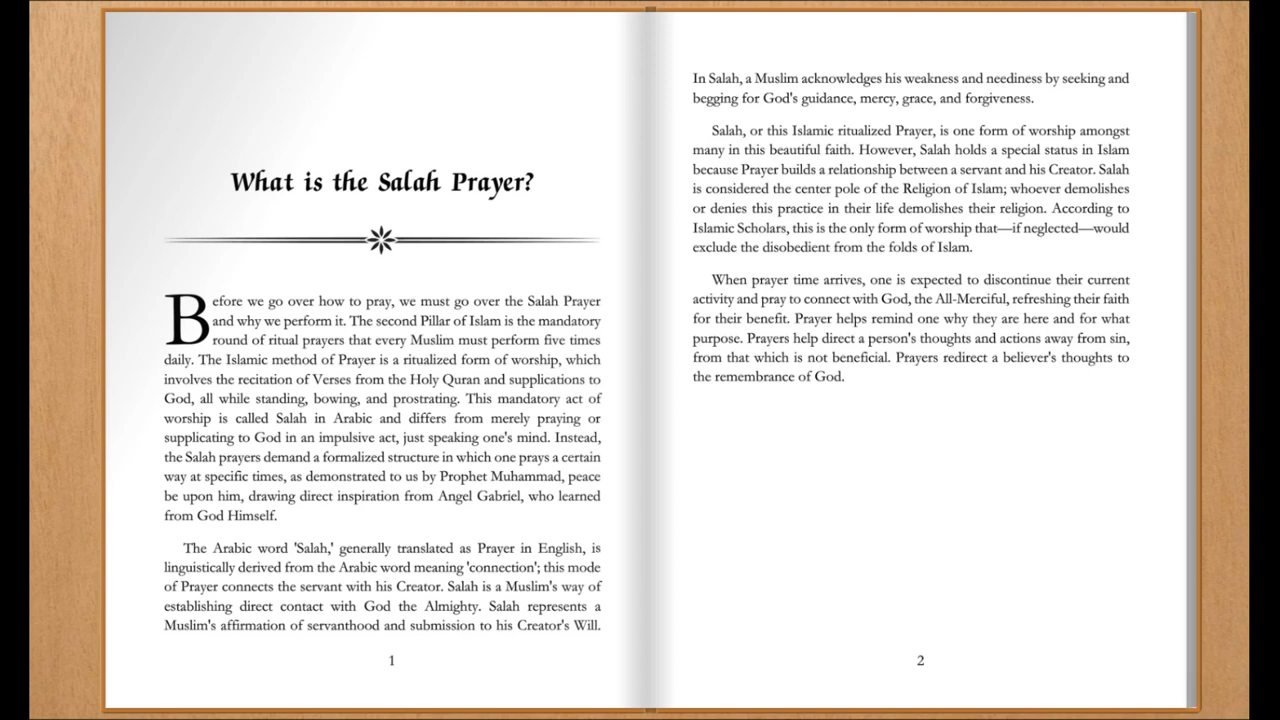 What is the Salah Prayer?
Before we go over how to pray, we must go over the Salah Prayer
and why we perform it. The second Pillar of Islam is the mandatory
round of ritual prayers that every Muslim must perform five times
daily. The Islamic method of Prayer is a ritualized form of worship, which
involves the recitation of Verses from the Holy Quran and supplications to
God, all while standing, bowing, and prostrating. This mandatory act of
worship is called Salah in Arabic and differs from merely praying or
supplicating to God in an impulsive act, just speaking one's mind. Instead,
the Salah prayers demand a formalized structure in which one prays a certain
way at specific times, as demonstrated to us by Prophet Muhammad, peace
be upon him, drawing direct inspiration from Angel Gabriel, who learned
from God Himself.
The Arabic word 'Salah,' generally translated as Prayer in English, is
linguistically derived from the Arabic word meaning 'connection'; this mode
of Prayer connects the servant with his Creator. Salah is a Muslim's way of
establishing direct contact with God the Almighty. Salah represents a
Muslim's affirmation of servanthood and submission to his Creator's Will.
1
In Salah, a Muslim acknowledges his weakness and neediness by seeking and
begging for God's guidance, mercy, grace, and forgiveness.
Salah, or this Islamic ritualized Prayer, is one form of worship amongst
many in this beautiful faith. However, Salah holds a special status in Islam
because Prayer builds a relationship between a servant and his Creator. Salah
is considered the center pole of the Religion of Islam; whoever demolishes
or denies this practice in their life demolishes their religion. According to
Islamic Scholars, this is the only form of worship that—if neglected—would
exclude the disobedient from the folds of Islam.
When prayer time arrives, one is expected to discontinue their current
activity and pray to connect with God, the All-Merciful, refreshing their faith
for their benefit. Prayer helps remind one why they are here and for what
purpose. Prayers help direct a person's thoughts and actions away from sin,
from that which is not beneficial. Prayers redirect a believer's thoughts to
the remembrance of God.
2